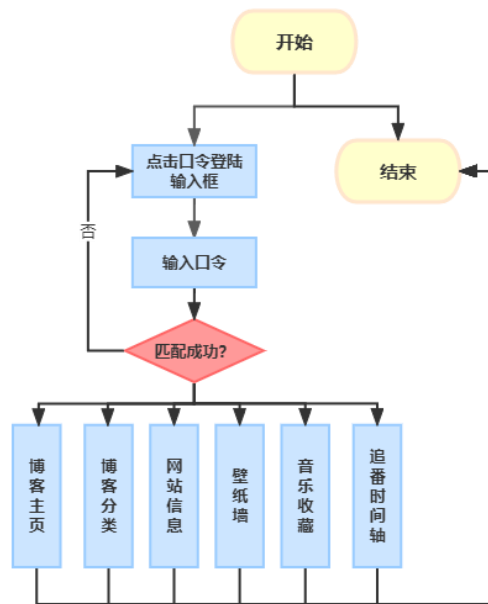 开始
点击口令登陆
输入框
结束
否
输入口令
匹配成功?
博客主页
博客分类
网站信息
壁纸墙
音乐收藏
追番时间轴